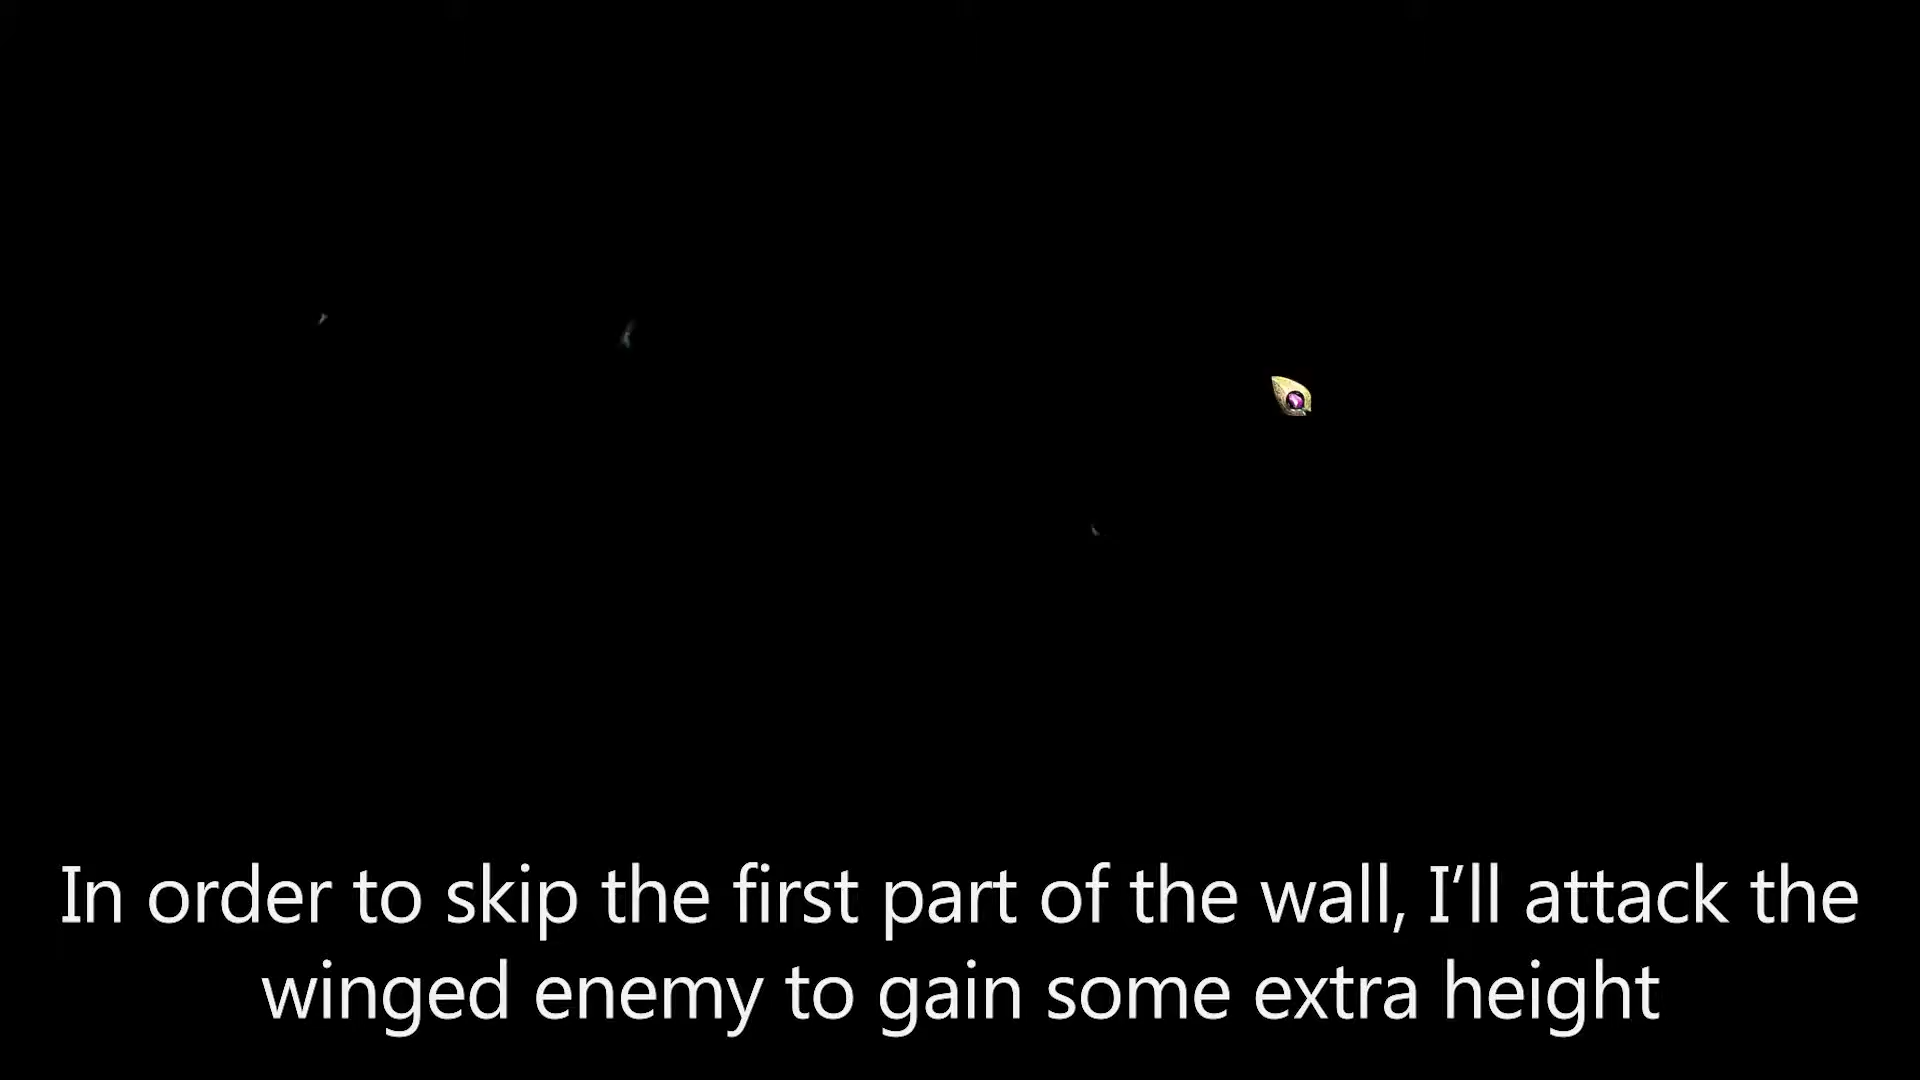 In order to skip the first part of the wall, I’ll attack the
winged enemy to gain some extra height